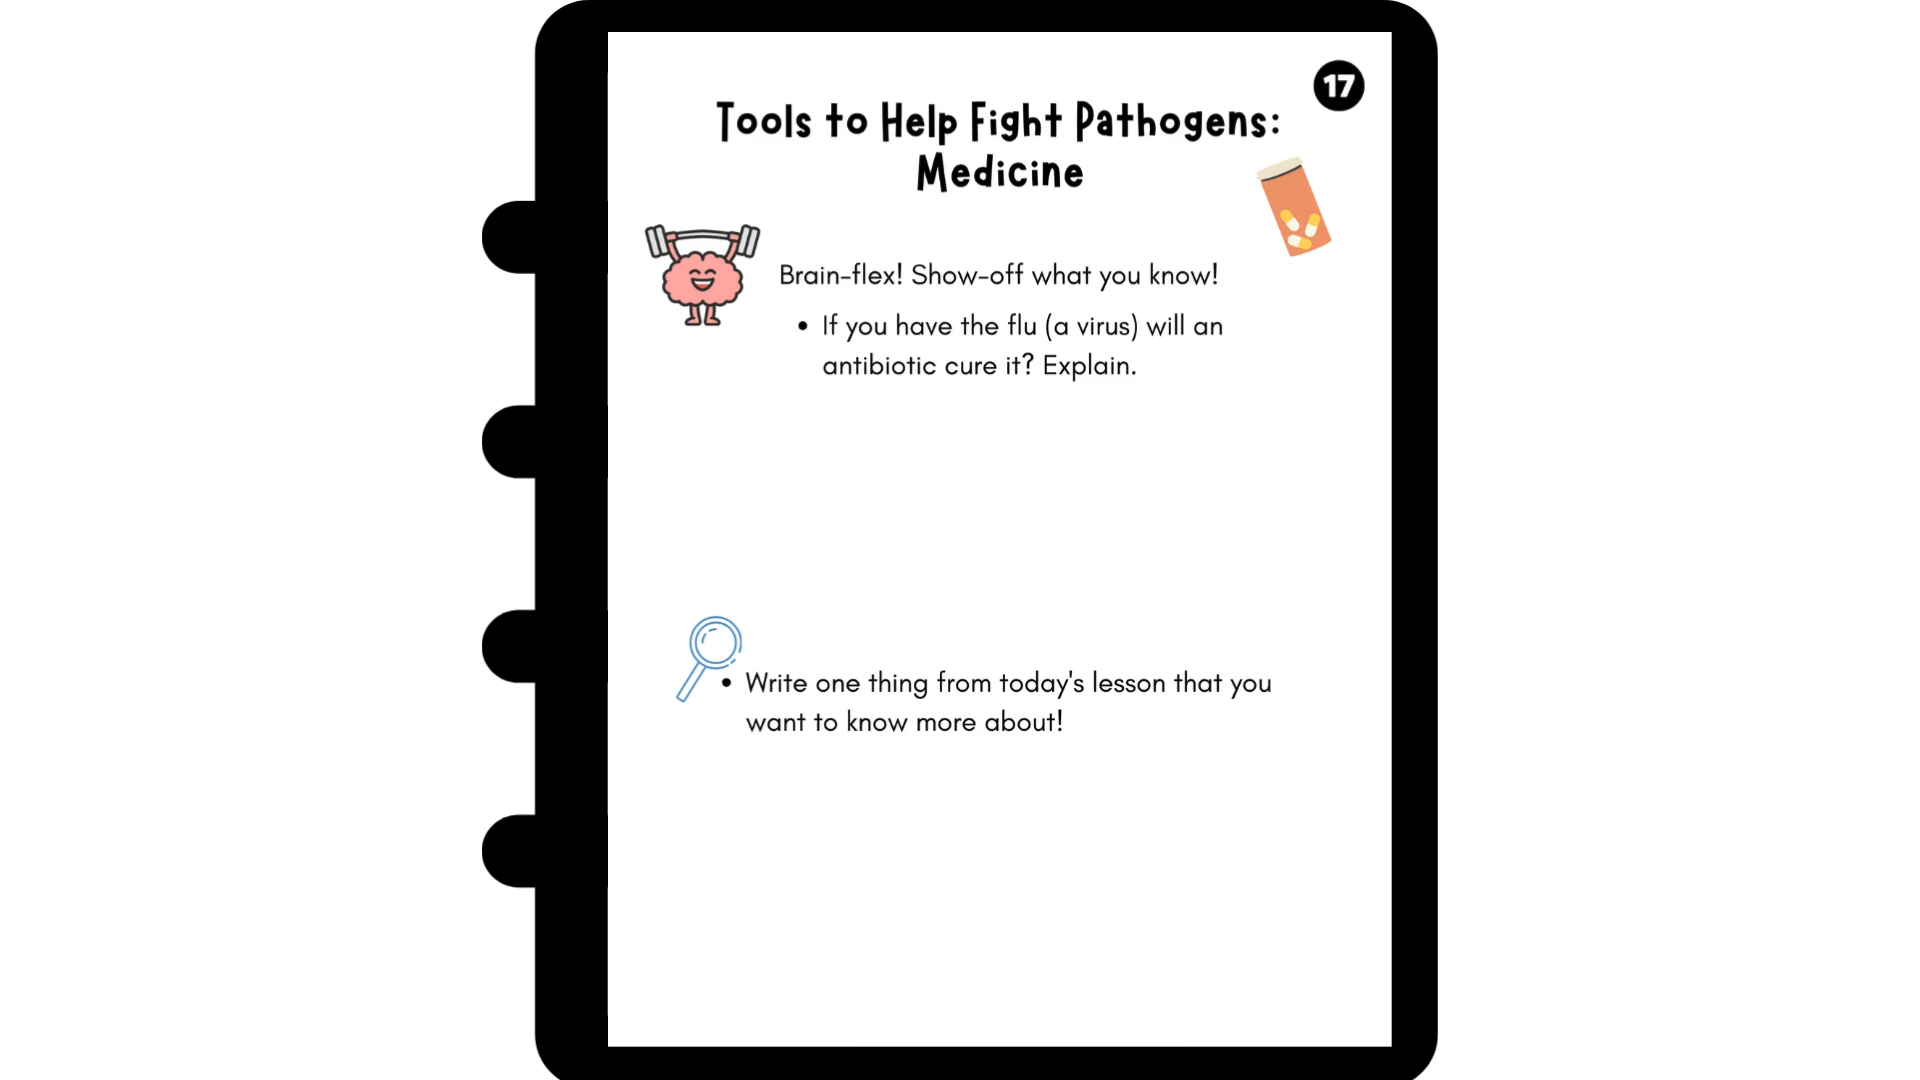 17
Tools to Help Fight Pathogens:
Medicine
Brain-flex! Show-off what you know!
• If you have the flu (a virus) will an
antibiotic cure it? Explain.
• Write one thing from today's lesson that you
want to know more about!